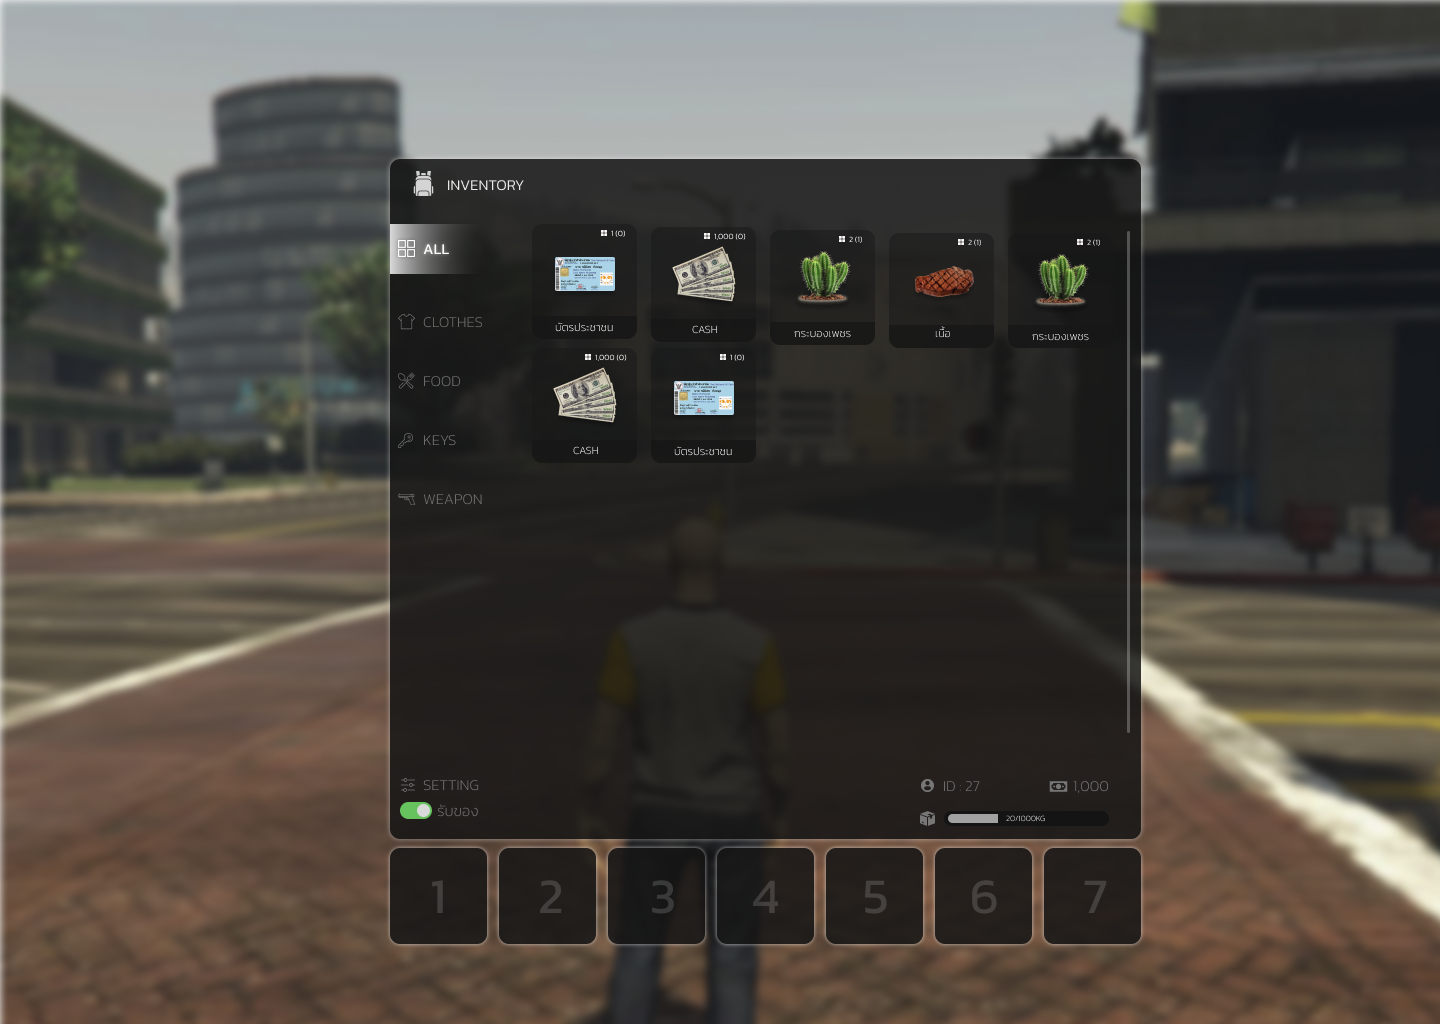 INVENTORY
ALL
CLOTHES
FOOD
KEYS
WEAPON
1 (0)
บัตรประชาชน
1,000 (0)
CASH
2 (1)
กระบองเพชร
2 (1)
เนื้อ
2 (1)
กระบองเพชร
1,000 (0)
CASH
1 (0)
บัตรประชาชน
SETTING
รับของ
ID : 27
1,000
20/1000KG
1
2
3
4
5
6
7